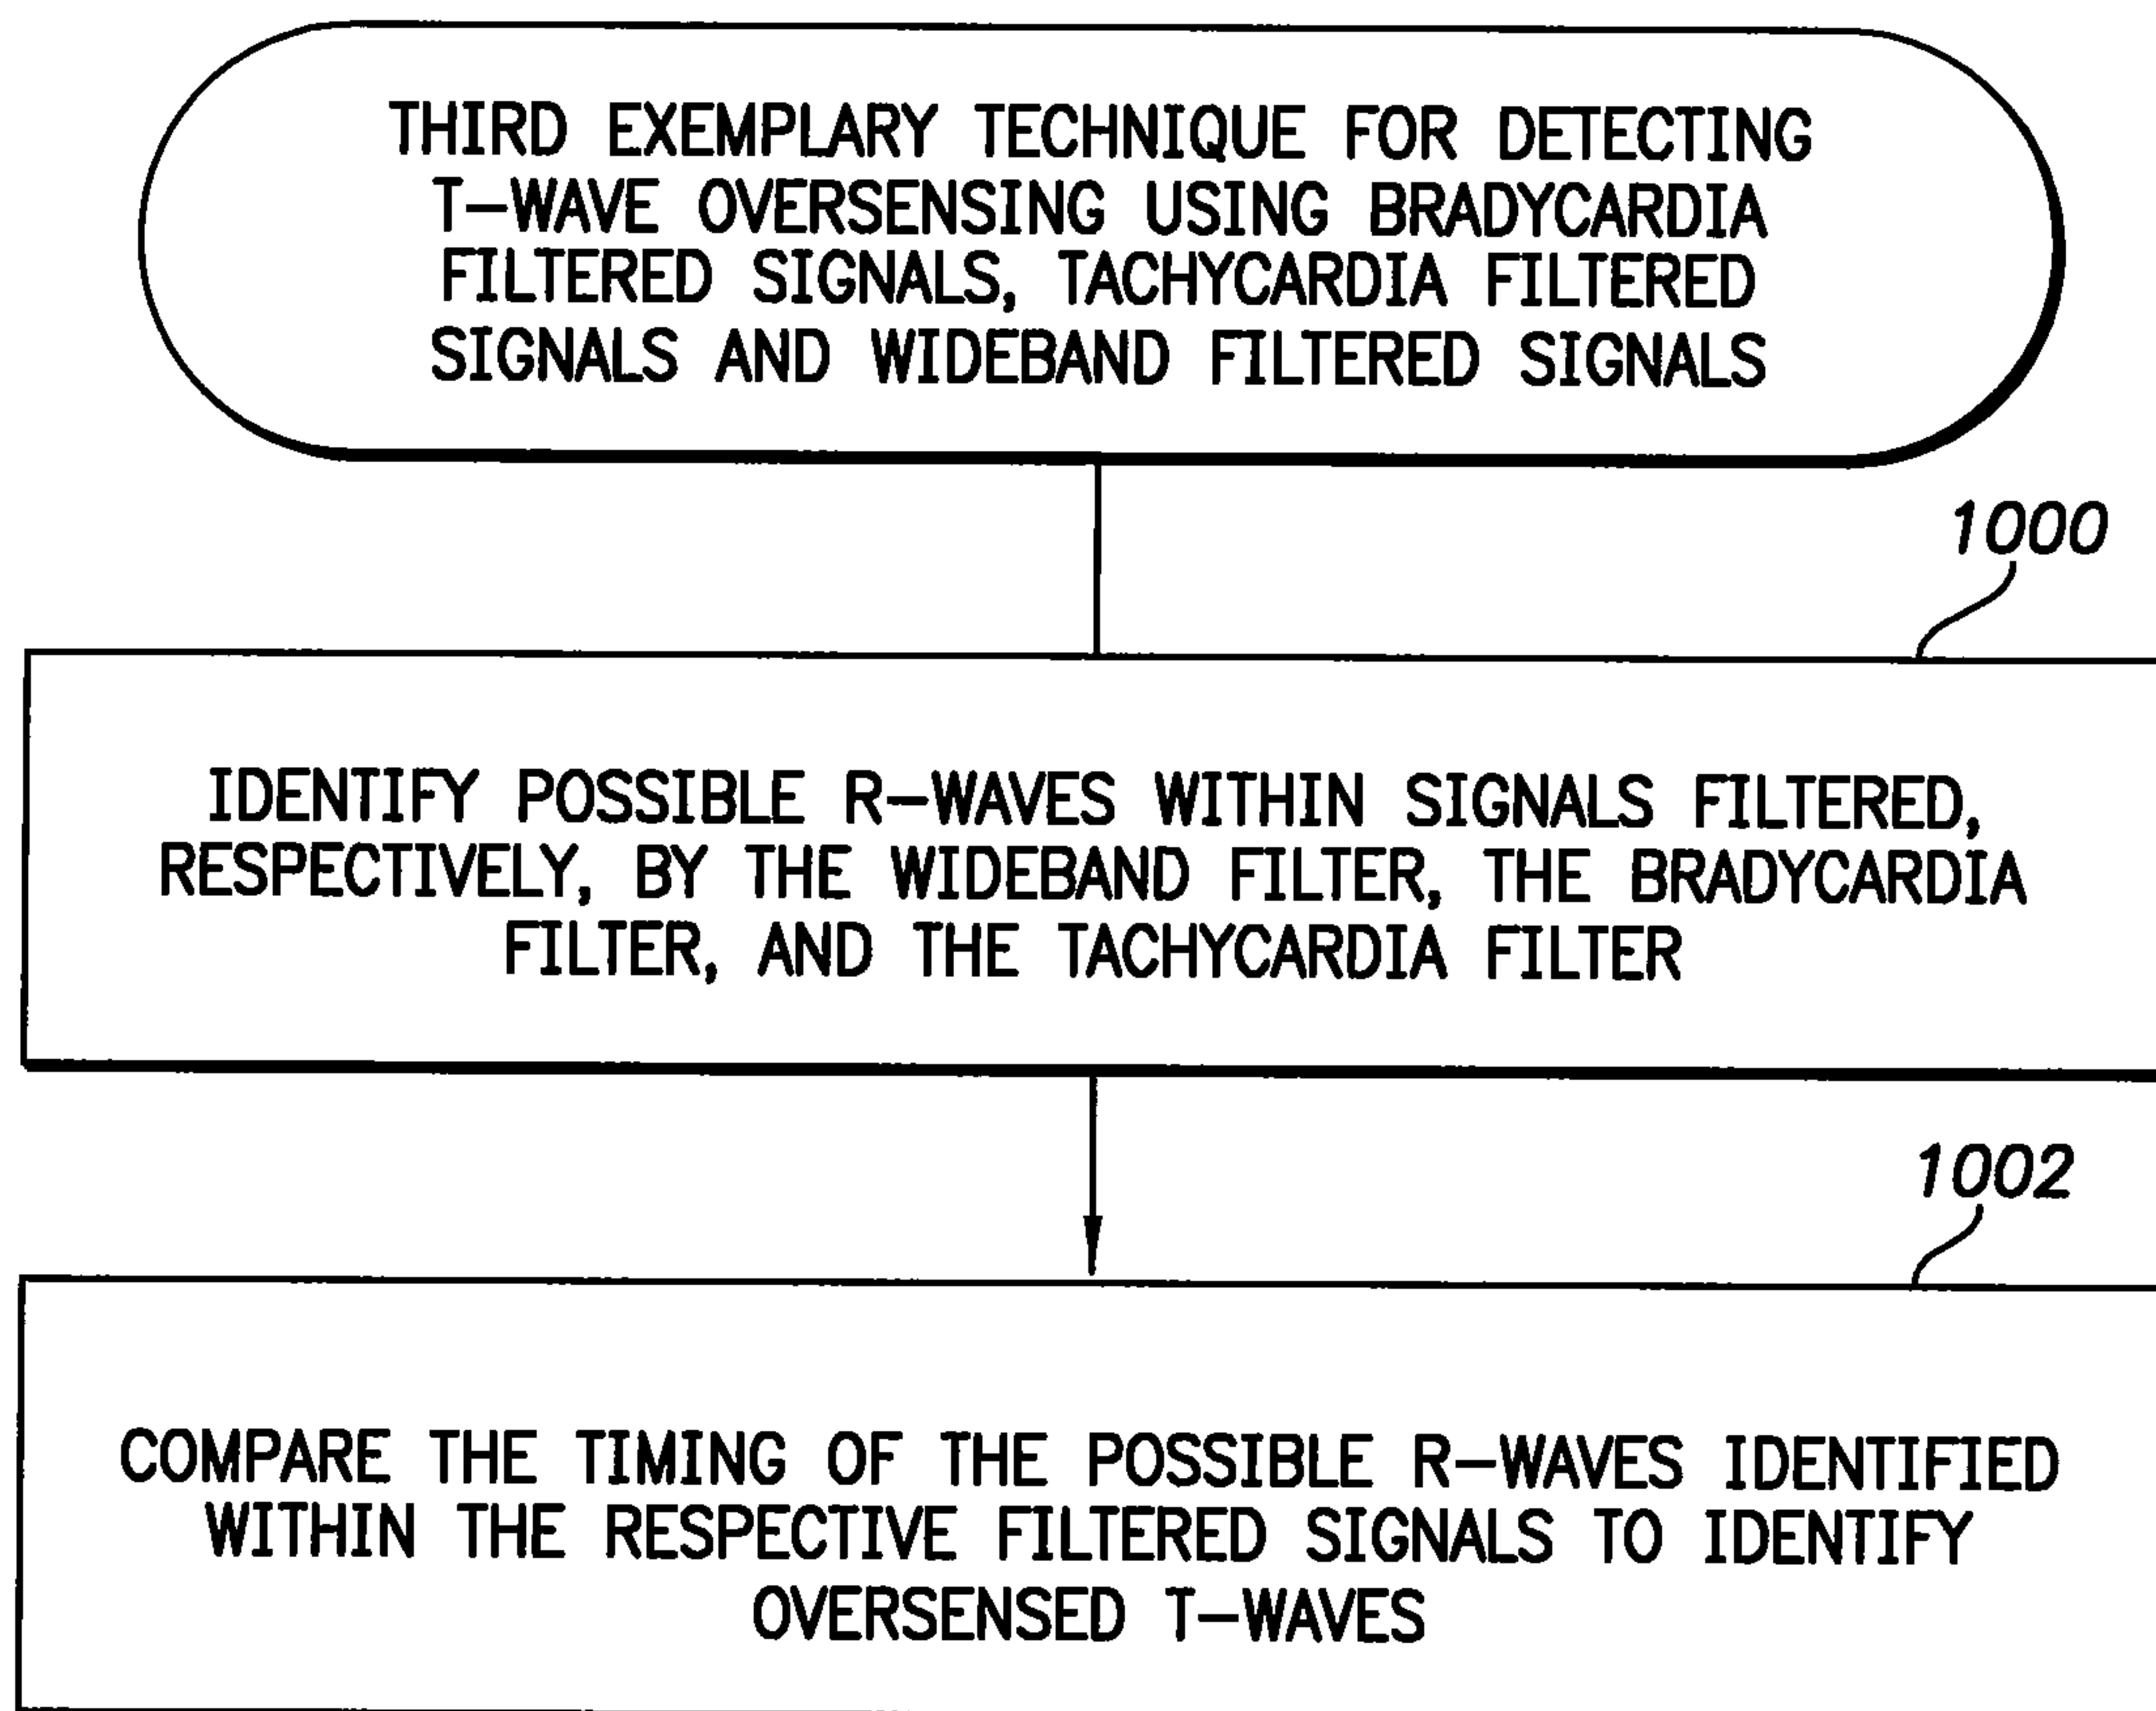 THIRD EXEMPLARY TECHNIQUE FOR DETECTING
T-WAVE OVERSENSING USING BRADYCARDIA
FILTERED SIGNALS, TACHYCARDIA FILTERED
SIGNALS AND WIDEBAND FILTERED SIGNALS
1000
IDENTIFY POSSIBLE R-WAVES WITHIN SIGNALS FILTERED,
RESPECTIVELY, BY THE WIDEBAND FILTER, THE BRADYCARDIA
FILTER, AND THE TACHYCARDIA FILTER
1002
COMPARE THE TIMING OF THE POSSIBLE R-WAVES IDENTIFIED
WITHIN THE RESPECTIVE FILTERED SIGNALS TO IDENTIFY
OVERSENSED T-WAVES